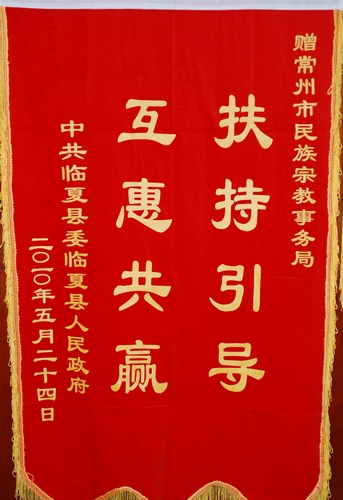 赠常州市民族宗教事务局
扶持引导
互惠共赢
中共临夏县委临夏县人民政府
二〇一〇年五月二十四日